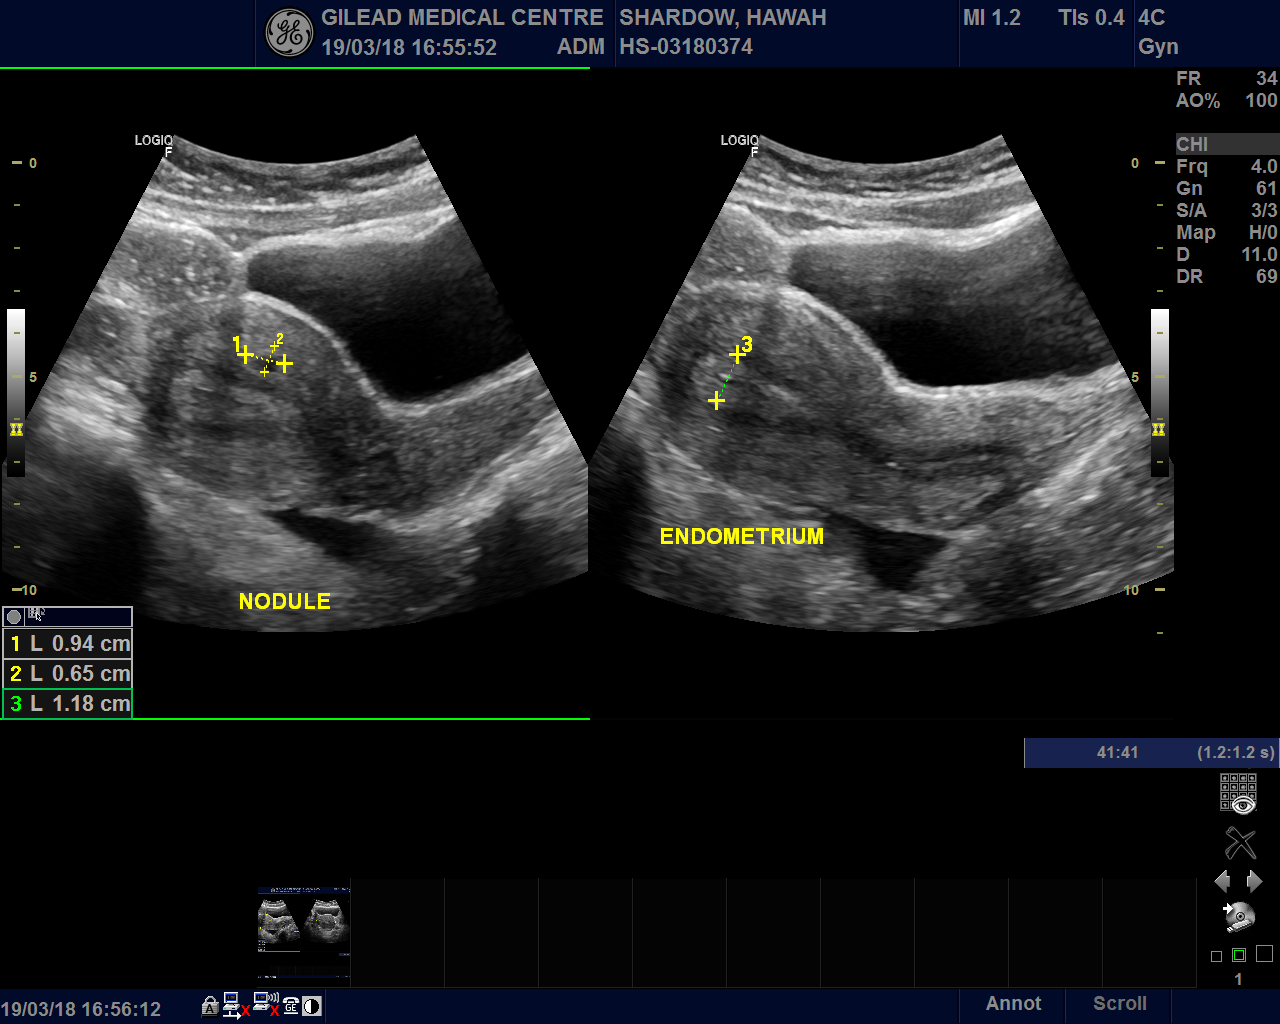 GILEAD MEDICAL CENTRE
19/03/18 16:55:52 ADM
SHARDOW, HAWAH
HS-03180374
MI 1.2 TIs 0.4
4C
Gyn
FR 34
AO% 100
CHI
Frq 4.0
Gn 61
S/A 3/3
Map H/0
D 11.0
DR 69
LOGIQ
F
LOGIQ
F
0
5
10
0
5
10
1
2
3
NODULE
ENDOMETRIUM
1 L 0.94 cm
2 L 0.65 cm
3 L 1.18 cm
41:41 (1.2:1.2 s)
1
19/03/18 16:56:12
A
GE
Annot
Scroll